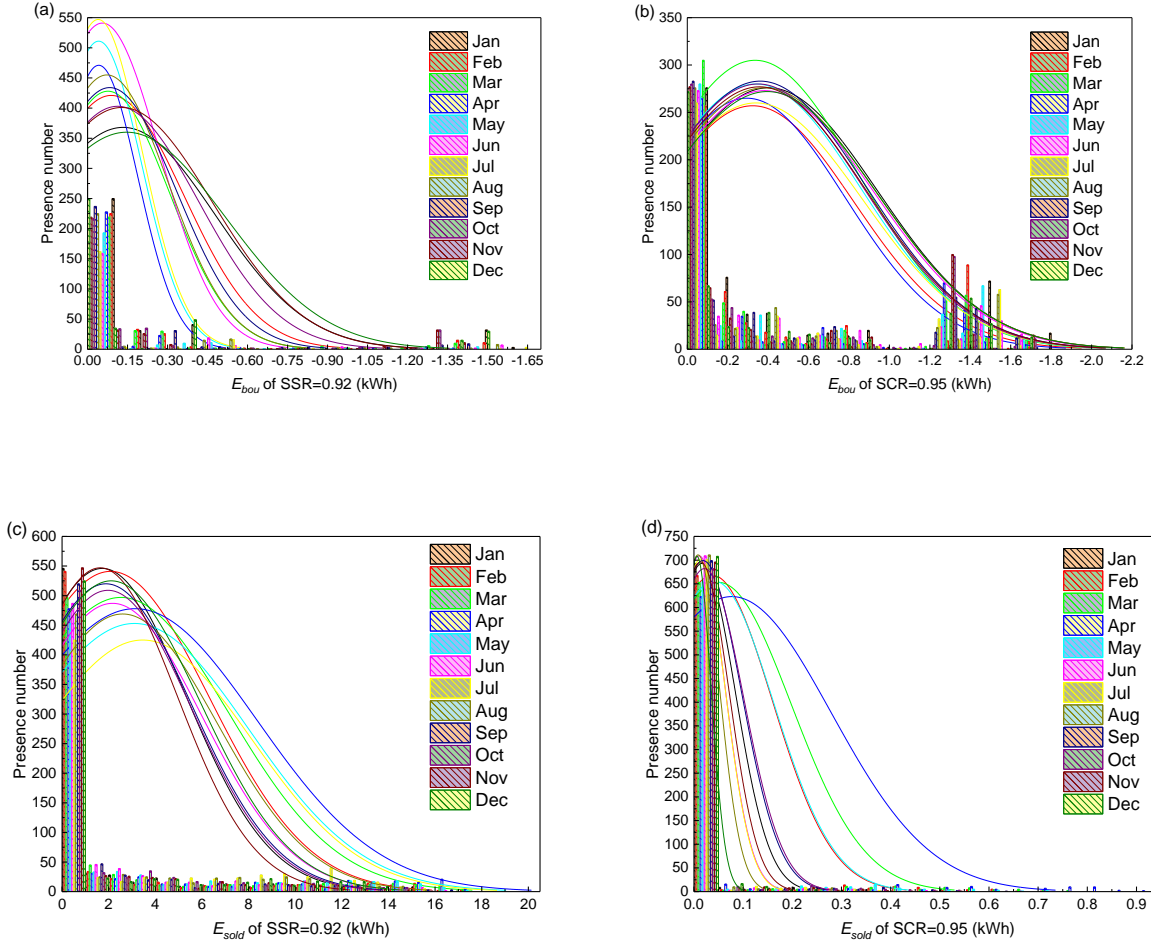 (a)
550
500
450
400
350
300
250
200
150
100
50
0
Presence number
0.00 -0.15 -0.30 -0.45 -0.60 -0.75 -0.90 -1.05 -1.20 -1.35 -1.50 -1.65
E_bou of SSR=0.92 (kWh)
Jan
Feb
Mar
Apr
May
Jun
Jul
Aug
Sep
Oct
Nov
Dec
(b)
350
300
250
200
150
100
50
0
Presence number
0.0 -0.2 -0.4 -0.6 -0.8 -1.0 -1.2 -1.4 -1.6 -1.8 -2.0 -2.2
E_bou of SCR=0.95 (kWh)
Jan
Feb
Mar
Apr
May
Jun
Jul
Aug
Sep
Oct
Nov
Dec
(c)
600
550
500
450
400
350
300
250
200
150
100
50
0
Presence number
0 2 4 6 8 10 12 14 16 18 20
E_sold of SSR=0.92 (kWh)
Jan
Feb
Mar
Apr
May
Jun
Jul
Aug
Sep
Oct
Nov
Dec
(d)
750
700
650
600
550
500
450
400
350
300
250
200
150
100
50
0
Presence number
0.0 0.1 0.2 0.3 0.4 0.5 0.6 0.7 0.8 0.9
E_sold of SCR=0.95 (kWh)
Jan
Feb
Mar
Apr
May
Jun
Jul
Aug
Sep
Oct
Nov
Dec